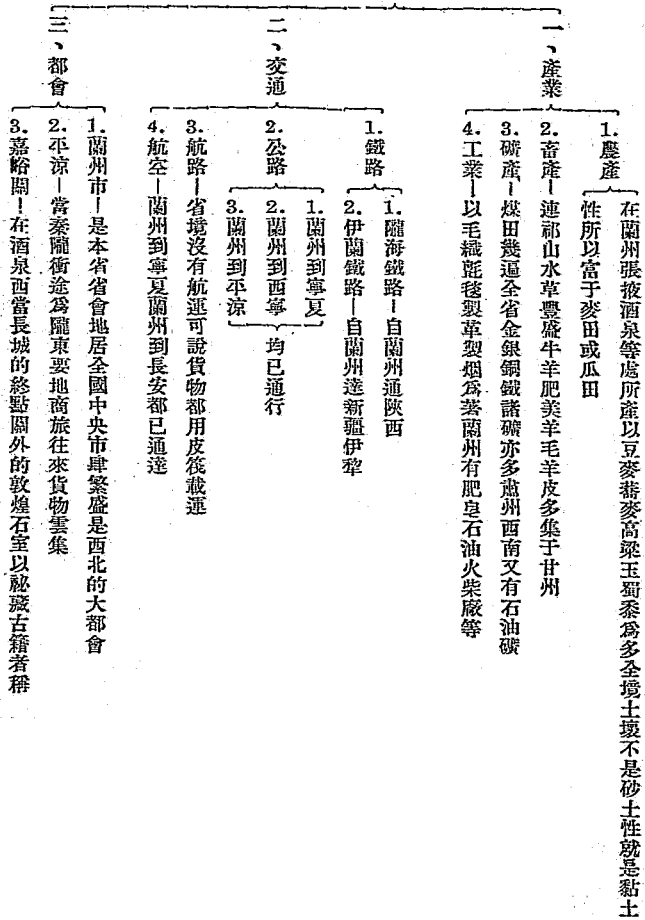 一、產業
1.農產
在蘭州張掖酒泉等處所產以豆麥蕎麥高粱玉蜀黍爲多全境土壤不是砂土性就是黏土
性所以富于麥田或瓜田
2.畜產—連祁山水草豐盛牛羊肥美羊毛羊皮多集于甘州
3.礦產—煤田幾遍全省金銀銅鐵諸礦亦多肅州西南又有石油礦
4.工業—以毛織氈毯製革製烟爲著蘭州有肥皂石油火柴廠等
二、交通
1.鐵路
1.隴海鐵路—自蘭州通陝西
2.伊蘭鐵路—自蘭州達新疆伊犂
2.公路
1.蘭州到寧夏
2.蘭州到西寧
3.蘭州到平涼
均已通行
3.航路—省境沒有航運可說貨物都用皮筏載運
4.航空—蘭州到寧夏蘭州到長安都已通達
三、都會
1.蘭州市—是本省省會地居全國中央市肆繁盛是西北的大都會
2.平涼—當秦隴衝途爲隴東要地商旅往來貨物雲集
3.嘉峪關—在酒泉西當長城的終點關外的敦煌石室以祕藏古籍者稱